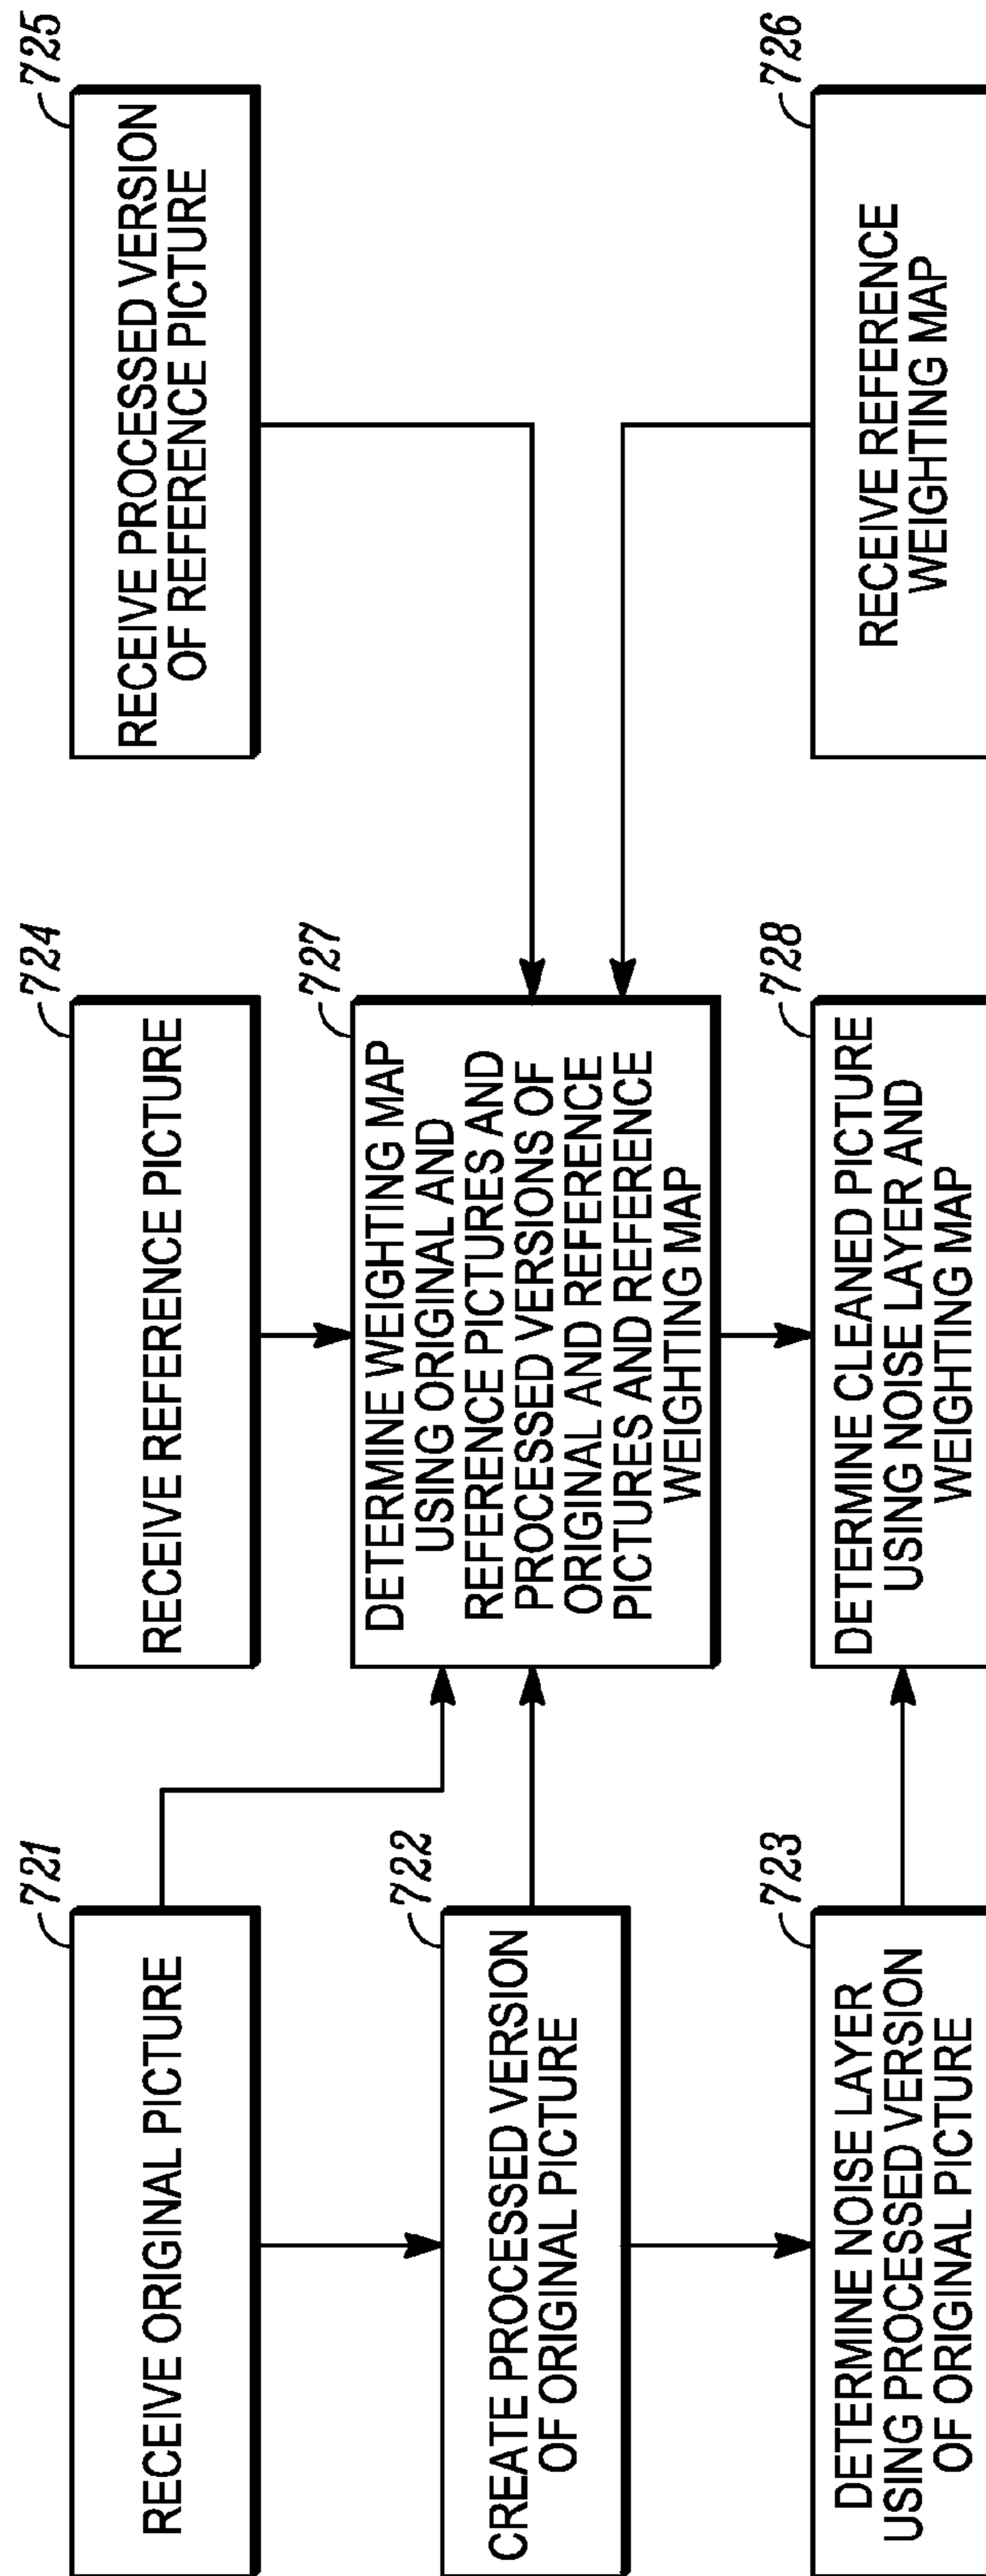 721
RECEIVE ORIGINAL PICTURE
724
RECEIVE REFERENCE PICTURE
725
RECEIVE PROCESSED VERSION
OF REFERENCE PICTURE
722
CREATE PROCESSED VERSION
OF ORIGINAL PICTURE
727
DETERMINE WEIGHTING MAP
USING ORIGINAL AND
REFERENCE PICTURES AND
PROCESSED VERSIONS OF
ORIGINAL AND REFERENCE
PICTURES AND REFERENCE
WEIGHTING MAP
723
DETERMINE NOISE LAYER
USING PROCESSED VERSION
OF ORIGINAL PICTURE
728
DETERMINE CLEANED PICTURE
USING NOISE LAYER AND
WEIGHTING MAP
726
RECEIVE REFERENCE
WEIGHTING MAP